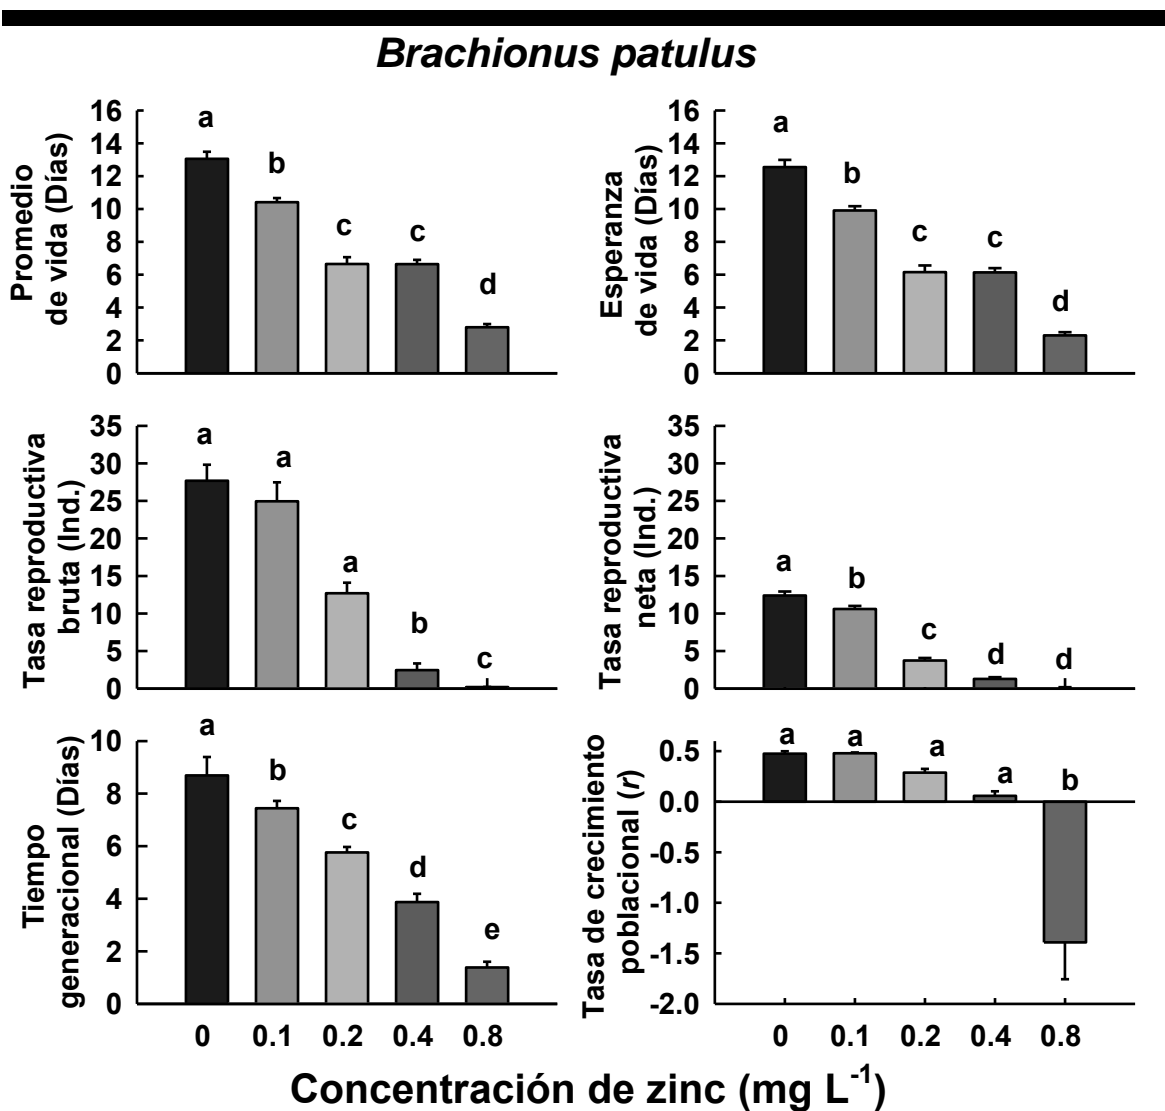 Brachionus patulus
Promedio
de vida (Días)
16
14
12
10
8
6
4
2
0
a
b
c
c
d
Esperanza
de vida (Días)
16
14
12
10
8
6
4
2
0
a
b
c
c
d
Tasa reproductiva
bruta (Ind.)
35
30
25
20
15
10
5
0
a
a
a
b
c
Tasa reproductiva
neta (Ind.)
35
30
25
20
15
10
5
0
a
b
c
d
d
Tiempo
generacional (Días)
10
8
6
4
2
0
a
b
c
d
e
0 0.1 0.2 0.4 0.8
Tasa de crecimiento
poblacional (r)
0.5
0.0
-0.5
-1.0
-1.5
-2.0
a
a
a
a
b
0 0.1 0.2 0.4 0.8
Concentración de zinc (mg L⁻¹)